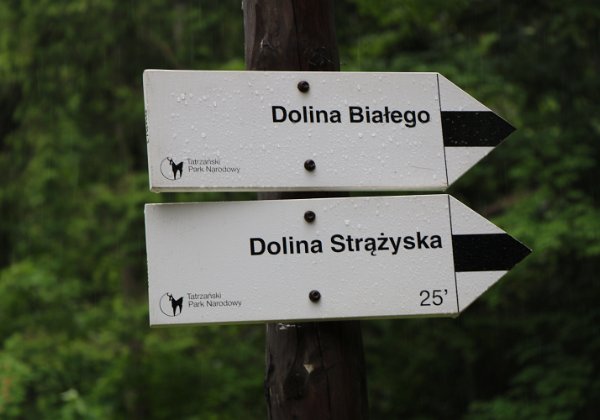 Dolina Białego
Tatrzański
Park Narodowy
Dolina Strążyska
25'
Tatrzański
Park Narodowy